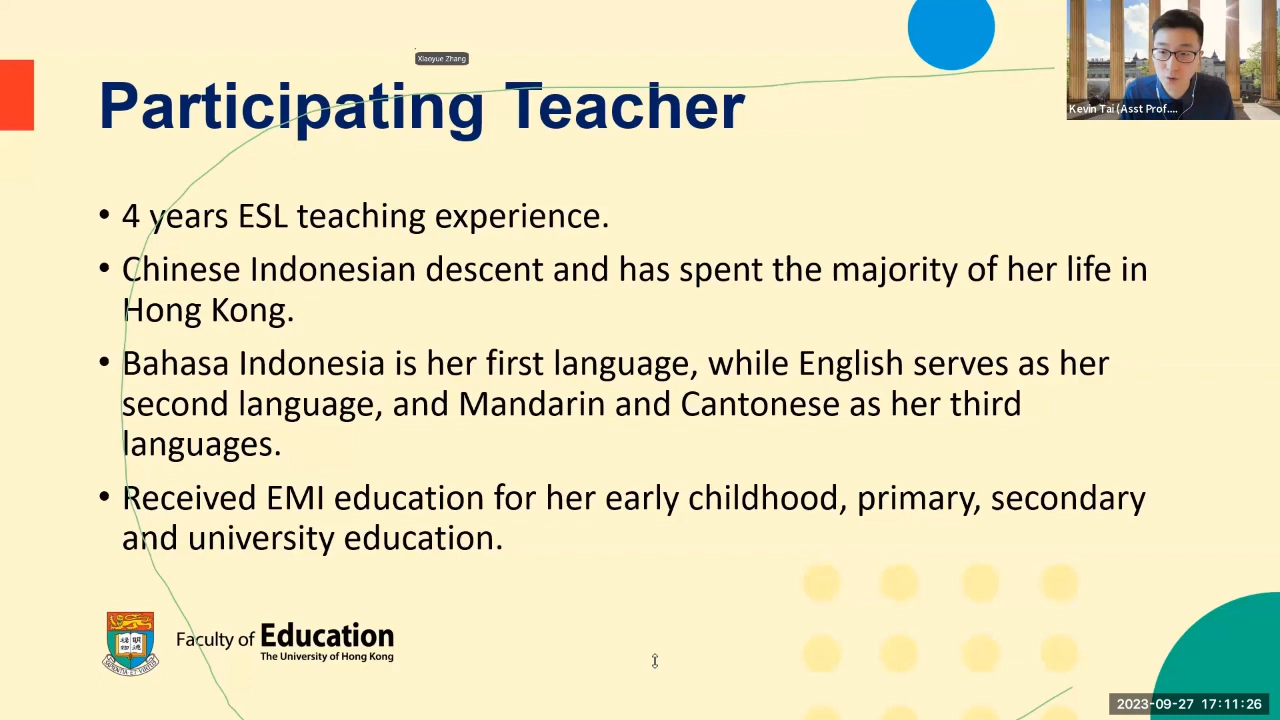 Xiaoyue Zhang
Kevin Tai (Asst Prof....
Participating Teacher
• 4 years ESL teaching experience.
• Chinese Indonesian descent and has spent the majority of her life in
Hong Kong.
• Bahasa Indonesia is her first language, while English serves as her
second language, and Mandarin and Cantonese as her third
languages.
• Received EMI education for her early childhood, primary, secondary
and university education.
Faculty of Education
The University of Hong Kong
2023-09-27 17:11:26